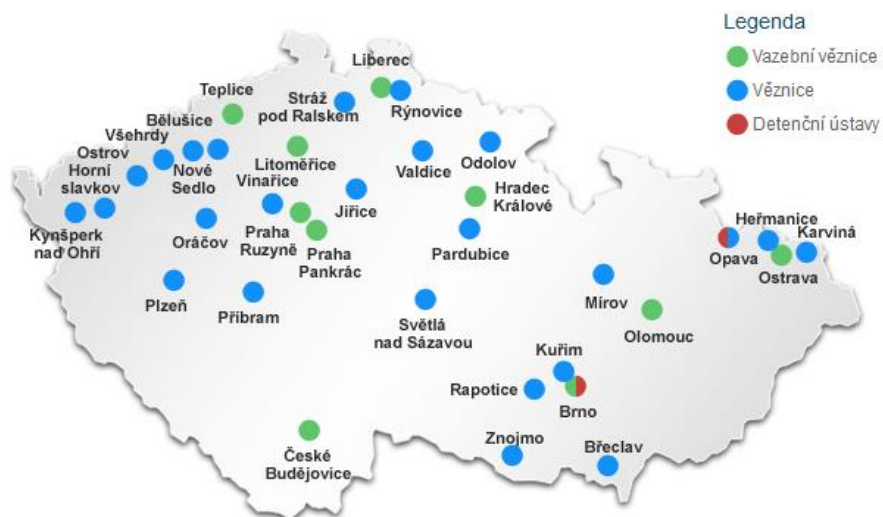 Legenda
Vazební věznice
Věznice
Detenční ústavy
Liberec
Teplice
Stráž
pod Ralskem
Rýnovice
Bělušice
Všehrdy
Ostrov
Horní
slavkov
Nové
Sedlo
Litoměřice
Vinařice
Valdice
Odolov
Jiřice
Hradec
Králové
Kynšperk
nad Ohří
Oráčov
Praha
Ruzyně
Praha
Pankrác
Pardubice
Heřmanice
Karviná
Opava
Ostrava
Plzeň
Příbram
Světlá
nad Sázavou
Mírov
Olomouc
Kuřim
Rapotice
Brno
České
Budějovice
Znojmo
Břeclav